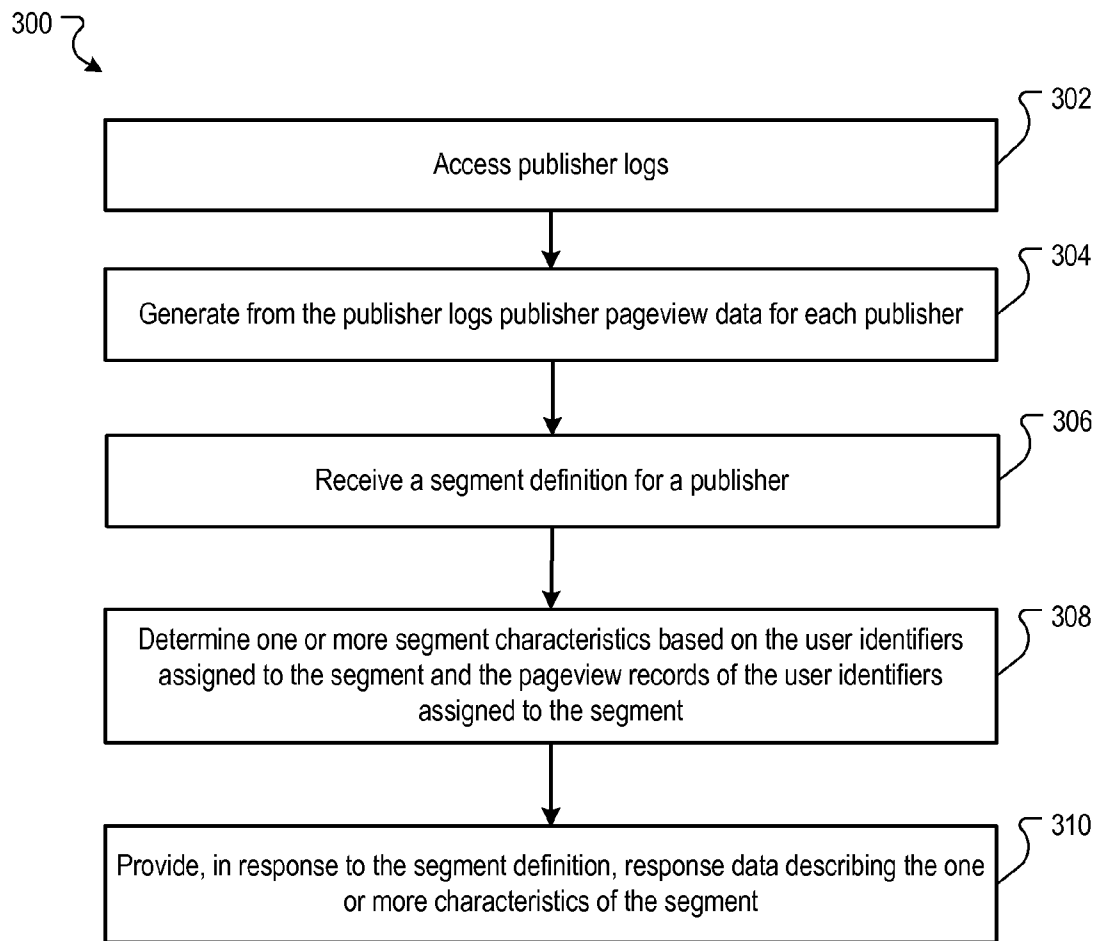 300
302
Access publisher logs
304
Generate from the publisher logs publisher pageview data for each publisher
306
Receive a segment definition for a publisher
308
Determine one or more segment characteristics based on the user identifiers
assigned to the segment and the pageview records of the user identifiers
assigned to the segment
310
Provide, in response to the segment definition, response data describing the one
or more characteristics of the segment